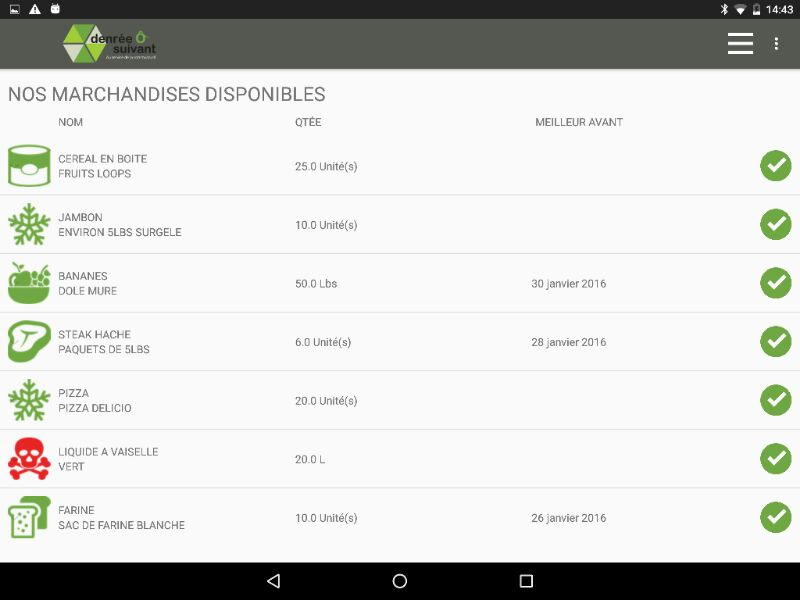 14:43
denrée Ô
suivant
NOS MARCHANDISES DISPONIBLES
NOM QTÉE MEILLEUR AVANT
CEREAL EN BOITE
FRUITS LOOPS
25.0 Unité(s)
JAMBON
ENVIRON 5LBS SURGELE
10.0 Unité(s)
BANANES
DOLE MURE
50.0 Lbs 30 janvier 2016
STEAK HACHE
PAQUETS DE 5LBS
6.0 Unité(s) 28 janvier 2016
PIZZA
PIZZA DELICIO
20.0 Unité(s)
LIQUIDE A VAISELLE
VERT
20.0 L
FARINE
SAC DE FARINE BLANCHE
10.0 Unité(s) 26 janvier 2016